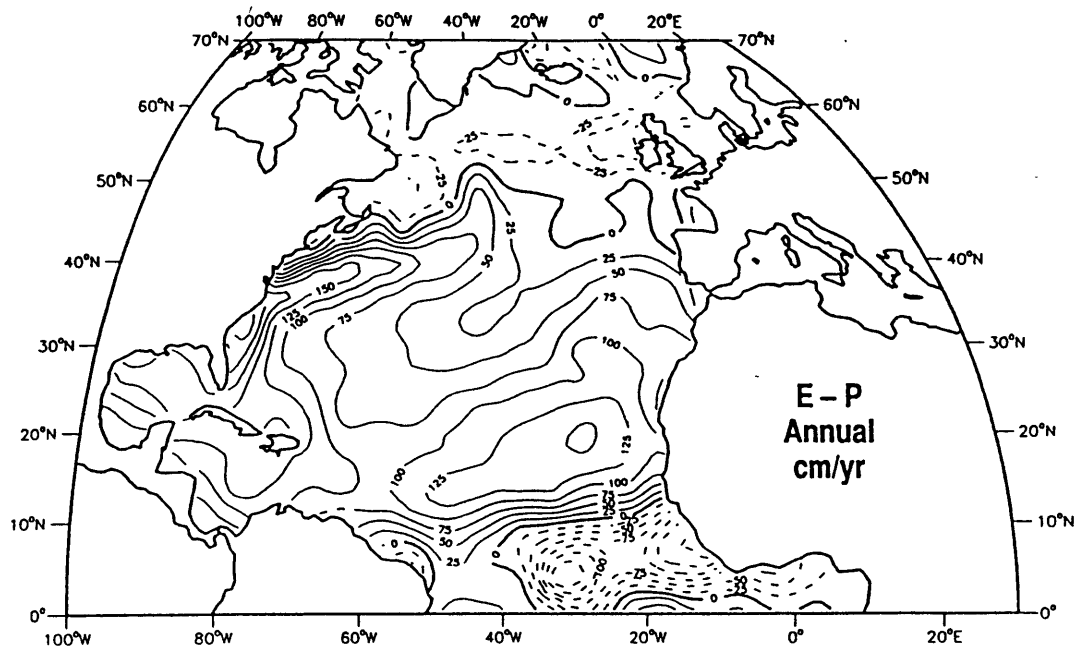 100°W 80°W 60°W 40°W 20°W 0° 20°E
70°N 70°N
0
60°N 0 60°N
-25 -25
50°N -25 -25 50°N
0 25 0
40°N 50 25 40°N
50
150 75
125 75
100
30°N 100 30°N
E – P
Annual
20°N 125 20°N
cm/yr
100 125 100
75
50
25
10°N 75 0 25 10°N
50 50
0 25 0 75
100 75 50
25
0
0° 0°
100°W 80°W 60°W 40°W 20°W 0° 20°E